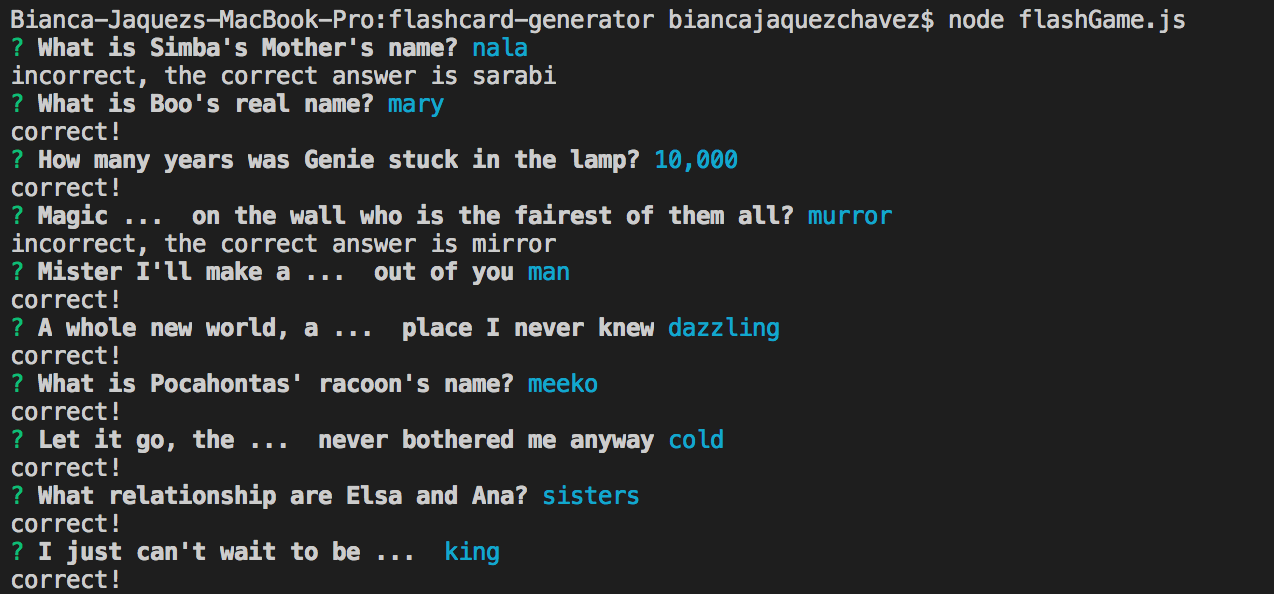 Bianca-Jaquezs-MacBook-Pro:flashcard-generator biancajaquezchavez$ node flashGame.js
? What is Simba's Mother's name? nala
incorrect, the correct answer is sarabi
? What is Boo's real name? mary
correct!
? How many years was Genie stuck in the lamp? 10,000
correct!
? Magic ...  on the wall who is the fairest of them all? murror
incorrect, the correct answer is mirror
? Mister I'll make a ...  out of you man
correct!
? A whole new world, a ...  place I never knew dazzling
correct!
? What is Pocahontas' racoon's name? meeko
correct!
? Let it go, the ...  never bothered me anyway cold
correct!
? What relationship are Elsa and Ana? sisters
correct!
? I just can't wait to be ...  king
correct!